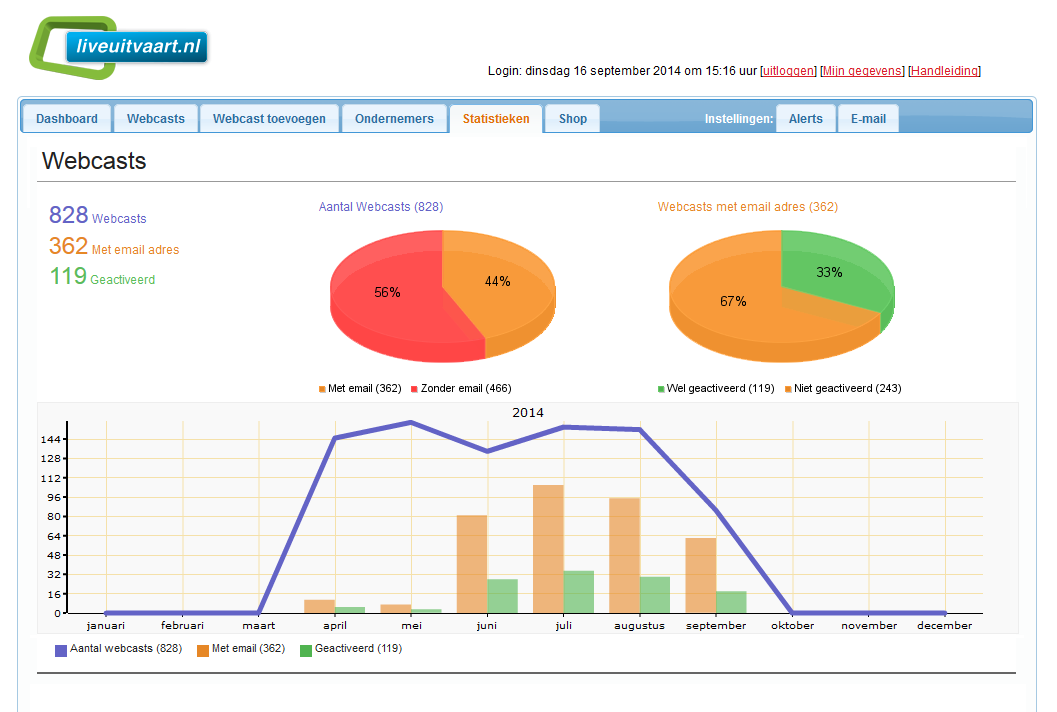 liveuitvaart.nl
Login: dinsdag 16 september 2014 om 15:16 uur [uitloggen] [Mijn gegevens] [Handleiding]
Dashboard Webcasts Webcast toevoegen Ondernemers Statistieken Shop Instellingen: Alerts E-mail
Webcasts
828 Webcasts
362 Met email adres
119 Geactiveerd
Aantal Webcasts (828)
56% 44%
Met email (362) Zonder email (466)
Webcasts met email adres (362)
33%
67%
Wel geactiveerd (119) Niet geactiveerd (243)
2014
144
128
112
96
80
64
48
32
16
0
januari februari maart april mei juni juli augustus september oktober november december
Aantal webcasts (828) Met email (362) Geactiveerd (119)